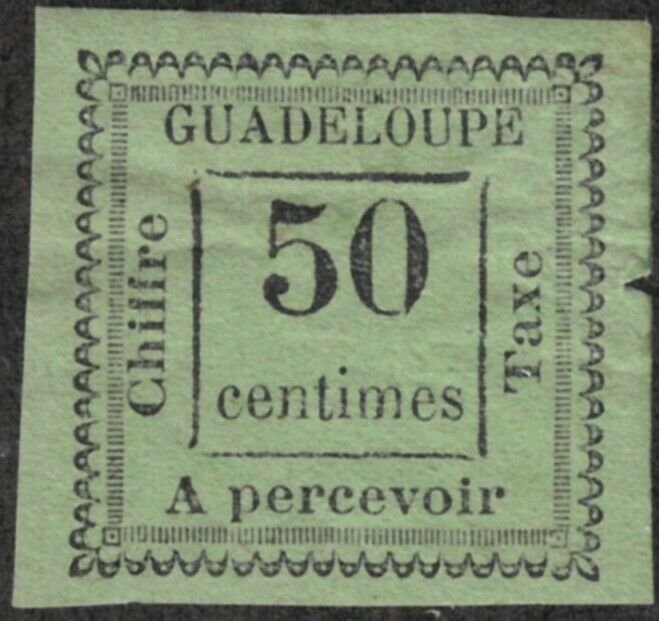 GUADELOUPE
Chiffre
50
centimes
Taxe
A percevoir